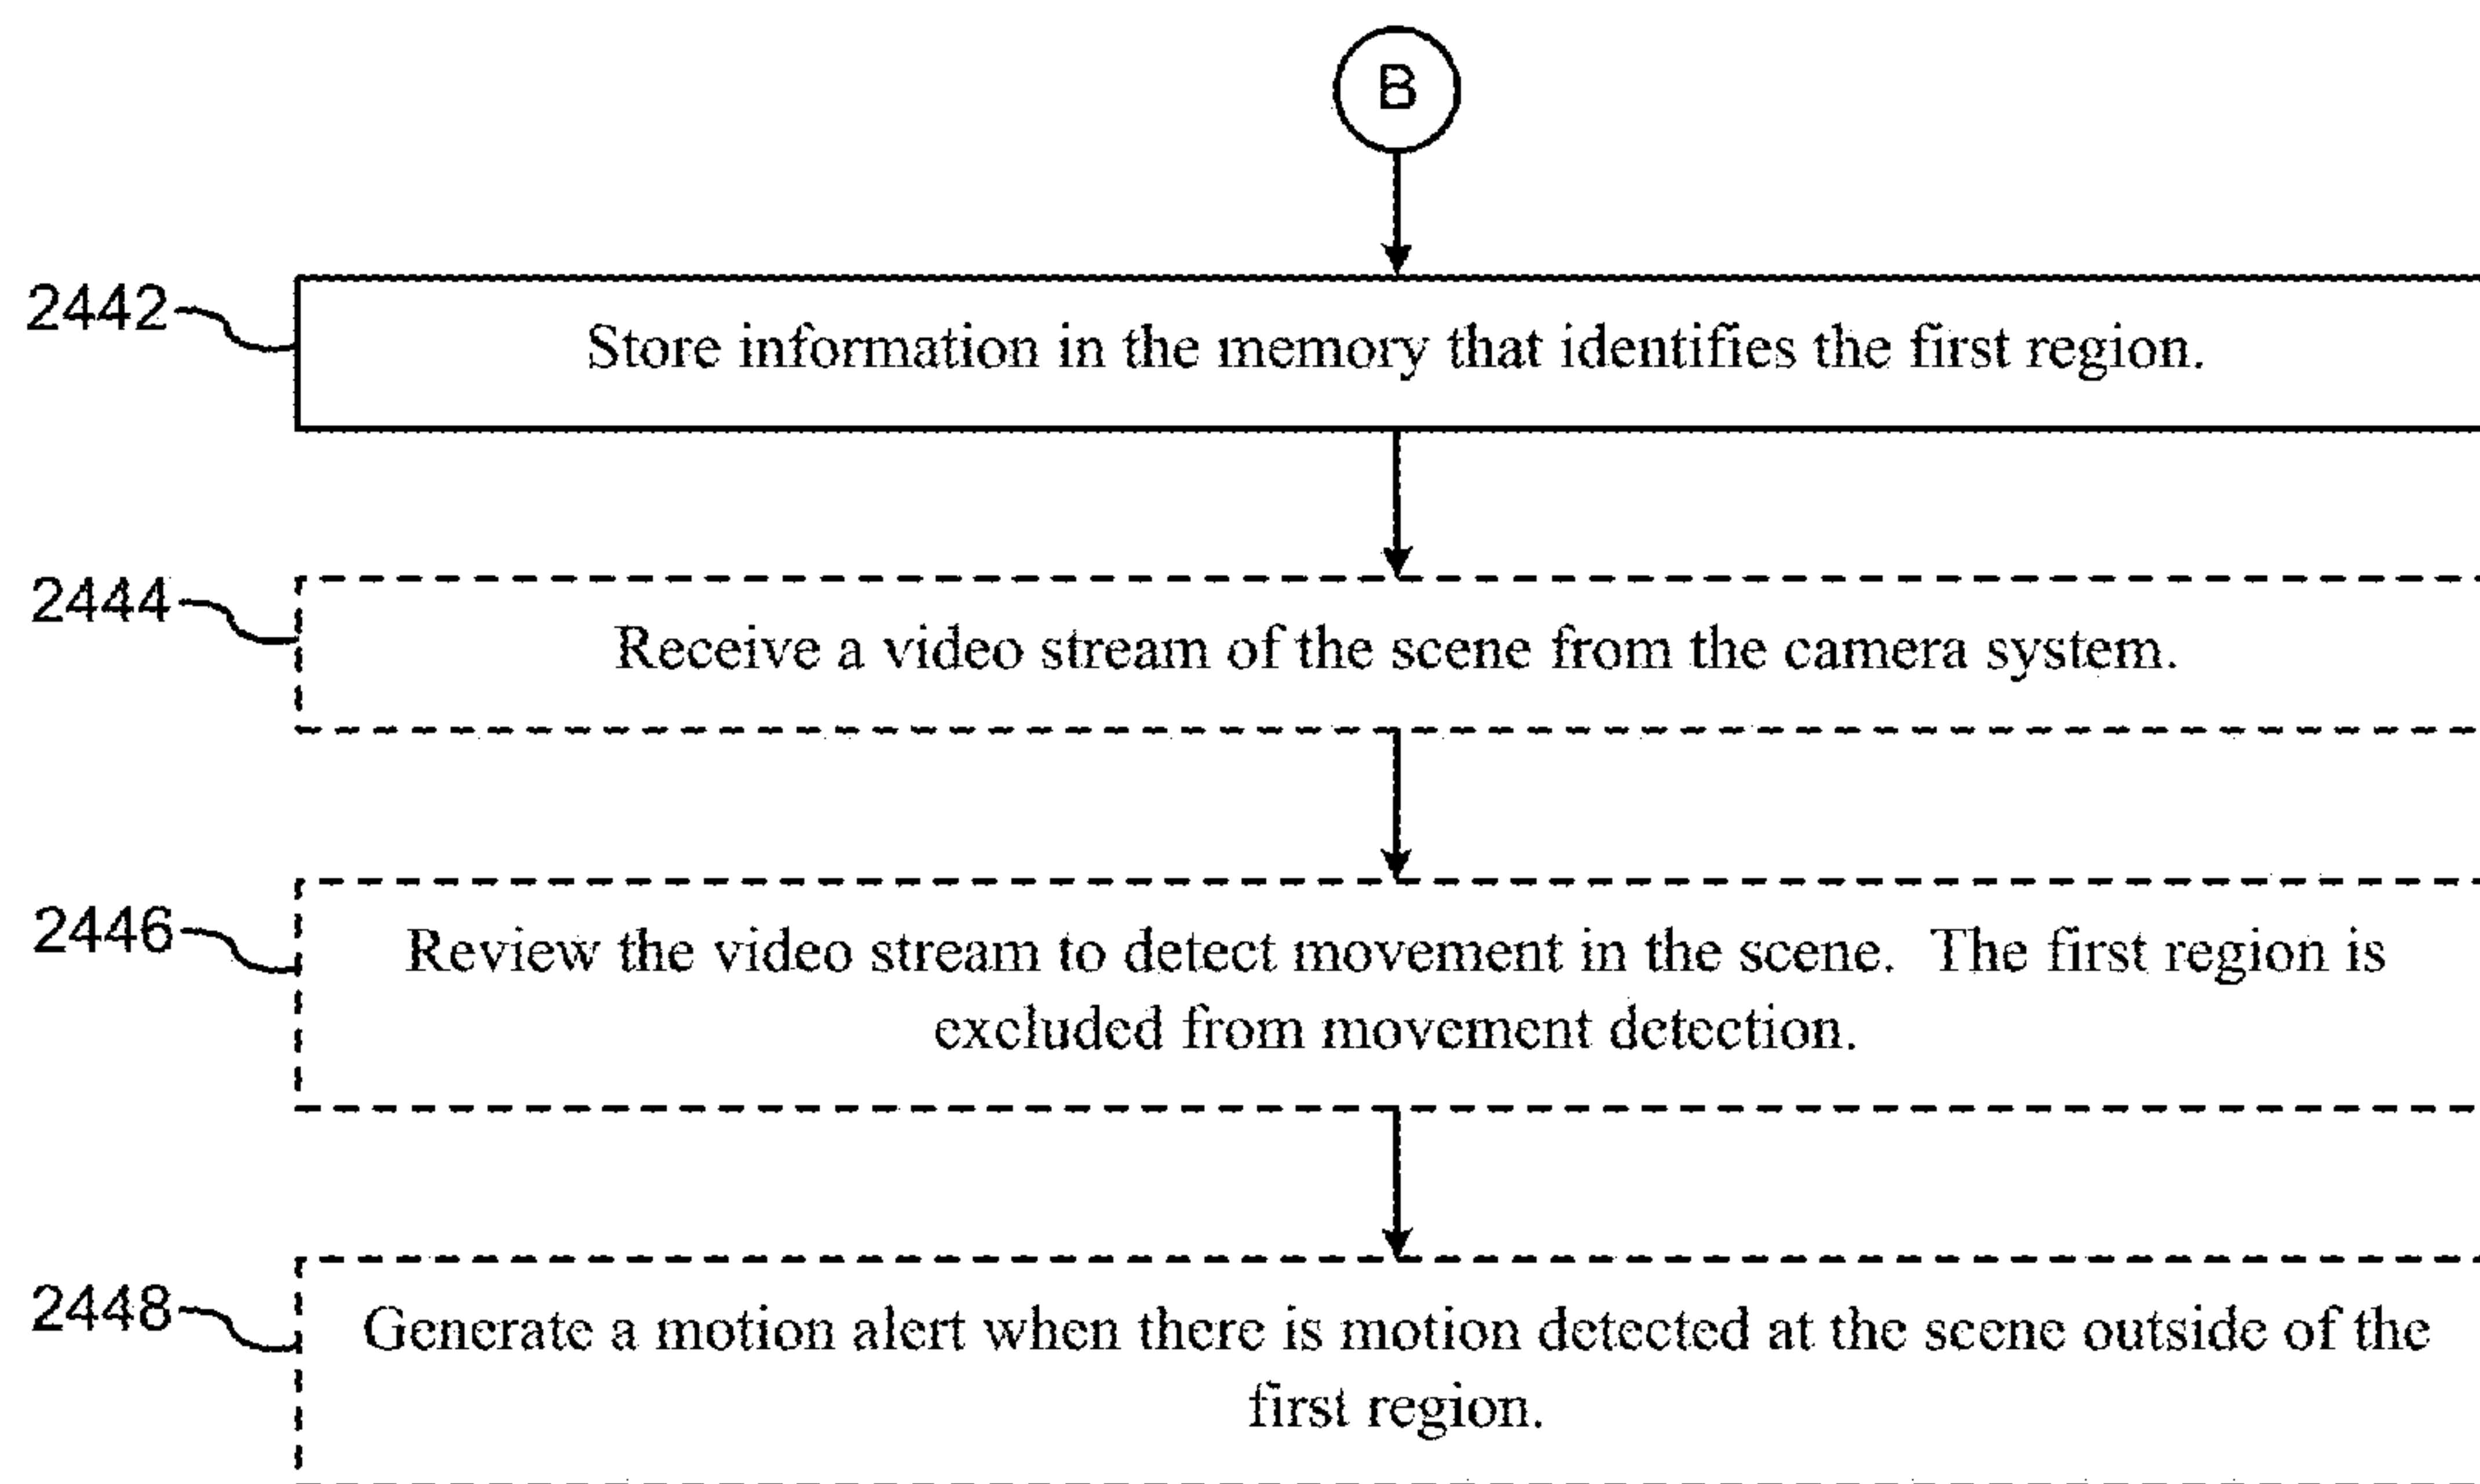 B
2442
Store information in the memory that identifies the first region.
2444
Receive a video stream of the scene from the camera system.
2446
Review the video stream to detect movement in the scene.  The first region is
excluded from movement detection.
2448
Generate a motion alert when there is motion detected at the scene outside of the
first region.